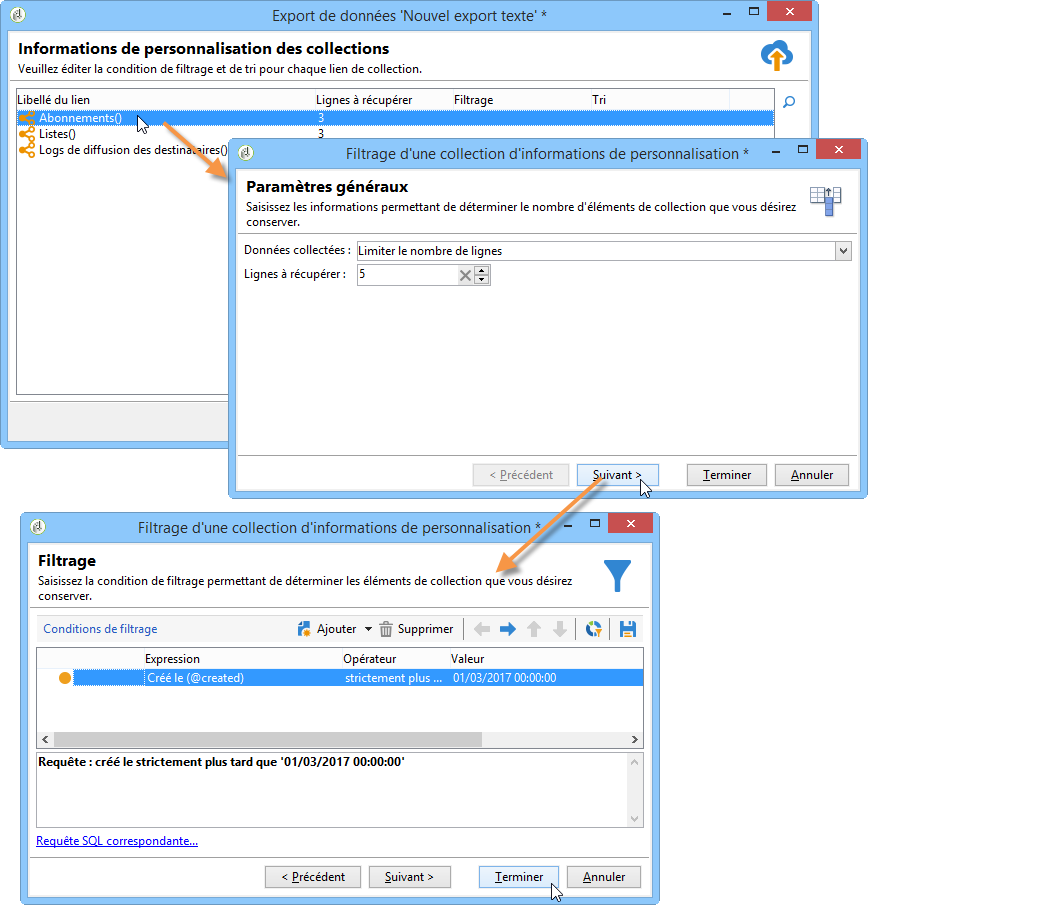 Export de données 'Nouvel export texte' *
Informations de personnalisation des collections
Veuillez éditer la condition de filtrage et de tri pour chaque lien de collection.
Libellé du lien Lignes à récupérer Filtrage Tri
Abonnements() 3
Listes() 3
Logs de diffusion des destinataires()
Filtrage d'une collection d'informations de personnalisation *
Paramètres généraux
Saisissez les informations permettant de déterminer le nombre d'éléments de collection que vous désirez
conserver.
Données collectées : Limiter le nombre de lignes
Lignes à récupérer : 5
< Précédent Suivant > Terminer Annuler
Filtrage d'une collection d'informations de personnalisation *
Filtrage
Saisissez la condition de filtrage permettant de déterminer les éléments de collection que vous désirez
conserver.
Conditions de filtrage Ajouter Supprimer
Expression Opérateur Valeur
Créé le (@created) strictement plus ... 01/03/2017 00:00:00
Requête : créé le strictement plus tard que '01/03/2017 00:00:00'
Requête SQL correspondante...
< Précédent Suivant > Terminer Annuler